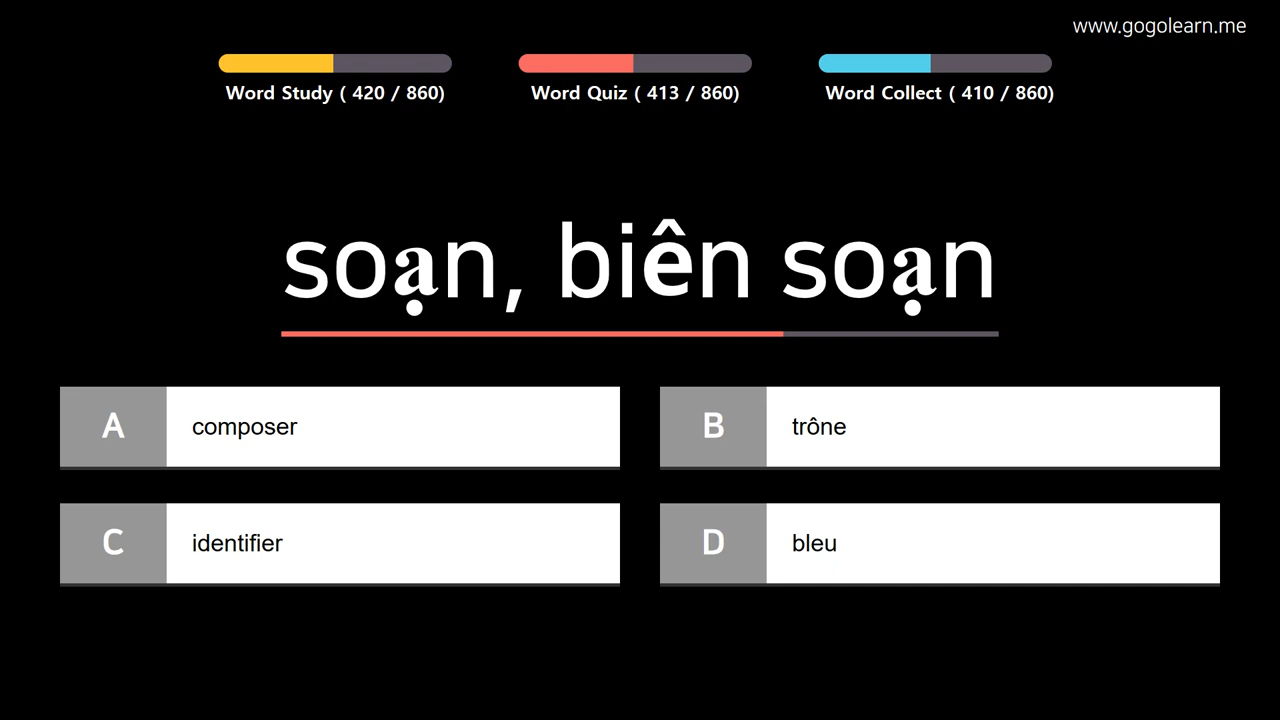 www.gogolearn.me
Word Study ( 420 / 860)
Word Quiz ( 413 / 860)
Word Collect ( 410 / 860)
soạn, biên soạn
A composer
B trône
C identifier
D bleu